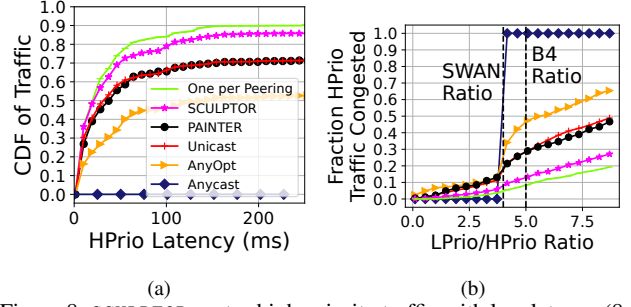 CDF of Traffic
0.9
0.8
0.7
0.6
0.5
0.4
0.3
0.2
0.1
0.0
One per Peering
SCULPTOR
PAINTER
Unicast
AnyOpt
Anycast
0
100
200
HPrio Latency (ms)
(a)
Fraction HPrio
Traffic Congested
1.0
0.9
0.8
0.7
0.6
0.5
0.4
0.3
0.2
0.1
0.0
SWAN
Ratio
B4
Ratio
0.0
2.5
5.0
7.5
LPrio/HPrio Ratio
(b)